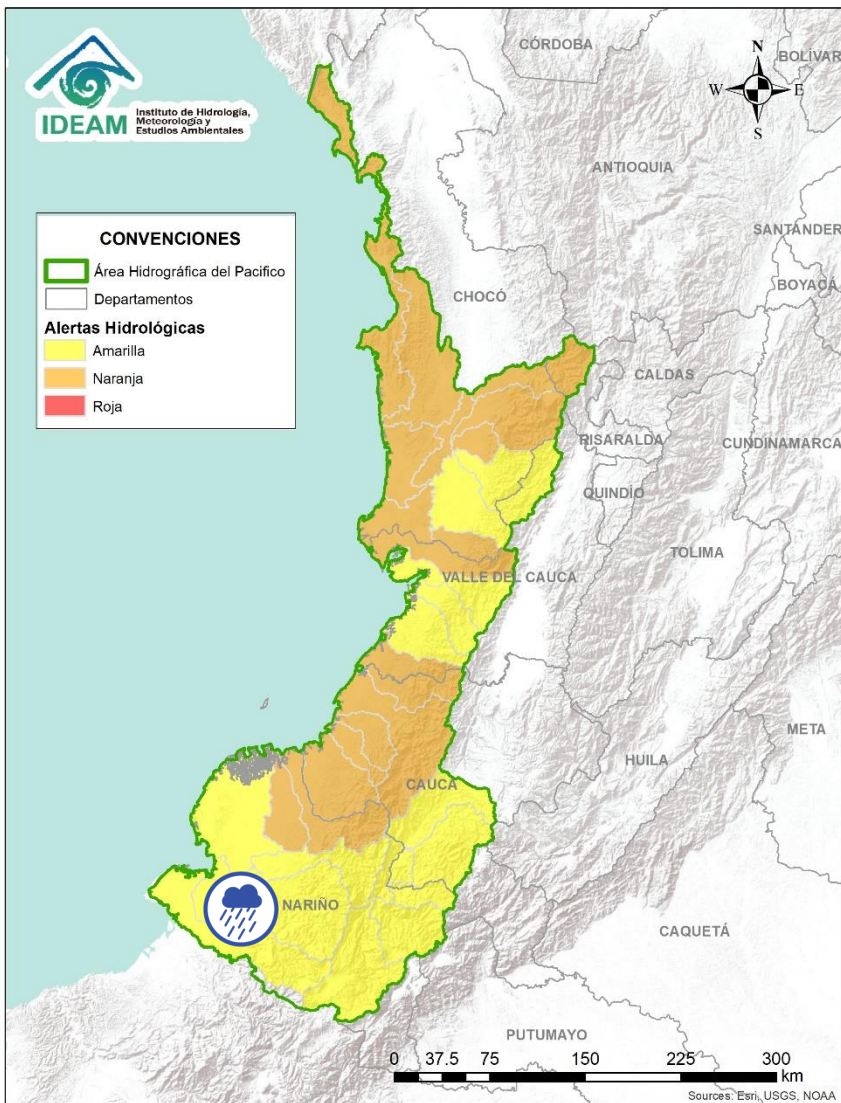 IDEAM
Instituto de Hidrología,
Meteorología y
Estudios Ambientales
CÓRDOBA
BOLÍVAR
N
W
E
S
ANTIOQUIA
SANTANDER
BOYACÁ
CONVENCIONES
Área Hidrográfica del Pacifico
Departamentos
Alertas Hidrológicas
Amarilla
Naranja
Roja
CHOCÓ
CALDAS
RISARALDA
CUNDINAMARCA
QUINDÍO
TOLIMA
VALLE DEL CAUCA
META
HUILA
CAUCA
NARIÑO
CAQUETÁ
PUTUMAYO
0 37.5 75 150 225 300
km
Sources: Esri, USGS, NOAA